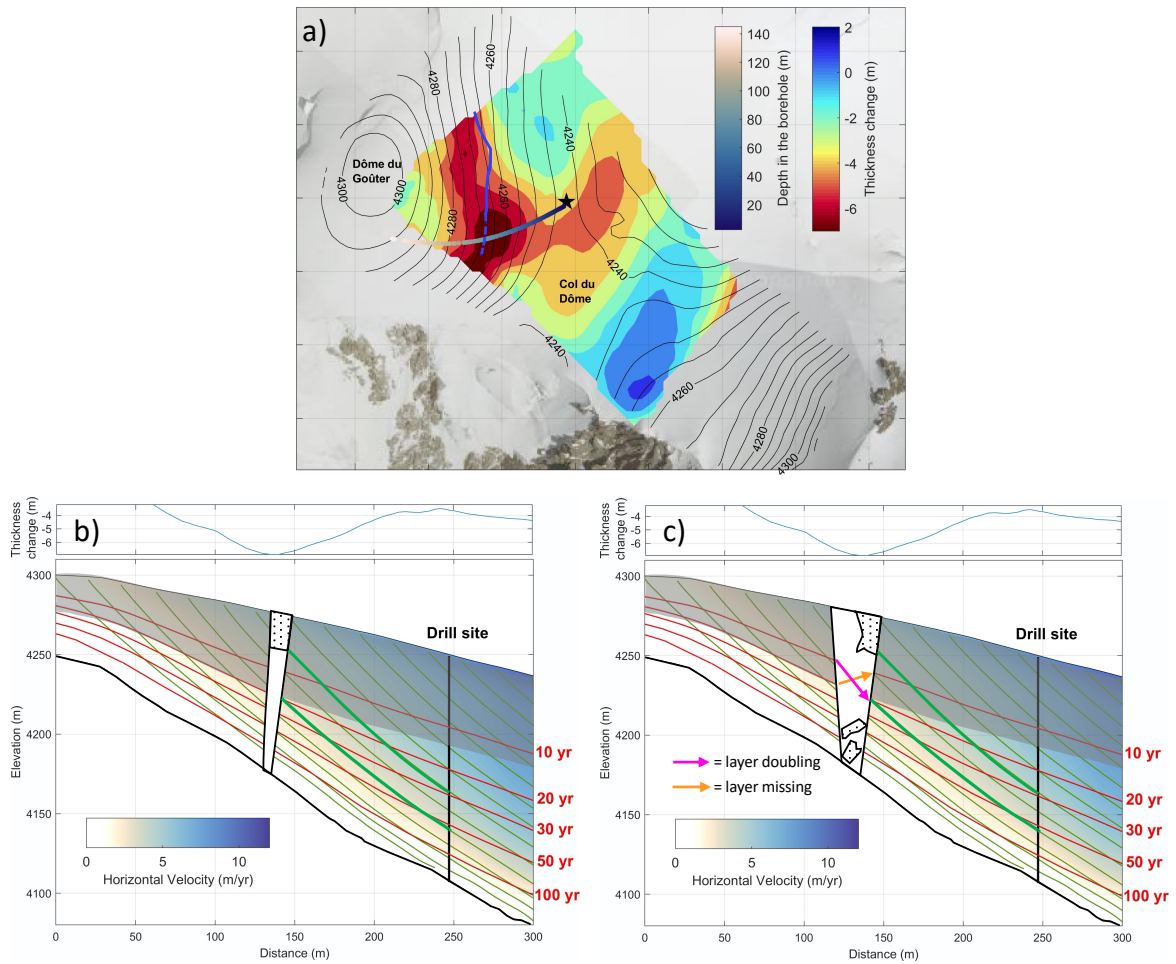 a)
4260
4280
4240
4260
4280
4300
4300
Dôme du
Goûter
4240
Col du
Dôme
4240
4260
4280
4300
140
120
100
80
60
40
20
Depth in the borehole (m)
2
0
-2
-4
-6
Thickness change (m)
b)
Thickness
change (m)
-4
-5
-6
4300
4250
4200
4150
4100
Elevation (m)
Drill site
10 yr
20 yr
30 yr
50 yr
100 yr
0 5 10
Horizontal Velocity (m/yr)
0 50 100 150 200 250 300
Distance (m)
c)
Thickness
change (m)
-4
-5
-6
4300
4250
4200
4150
4100
Elevation (m)
Drill site
= layer doubling
= layer missing
10 yr
20 yr
30 yr
50 yr
100 yr
0 5 10
Horizontal Velocity (m/yr)
0 50 100 150 200 250 300
Distance (m)